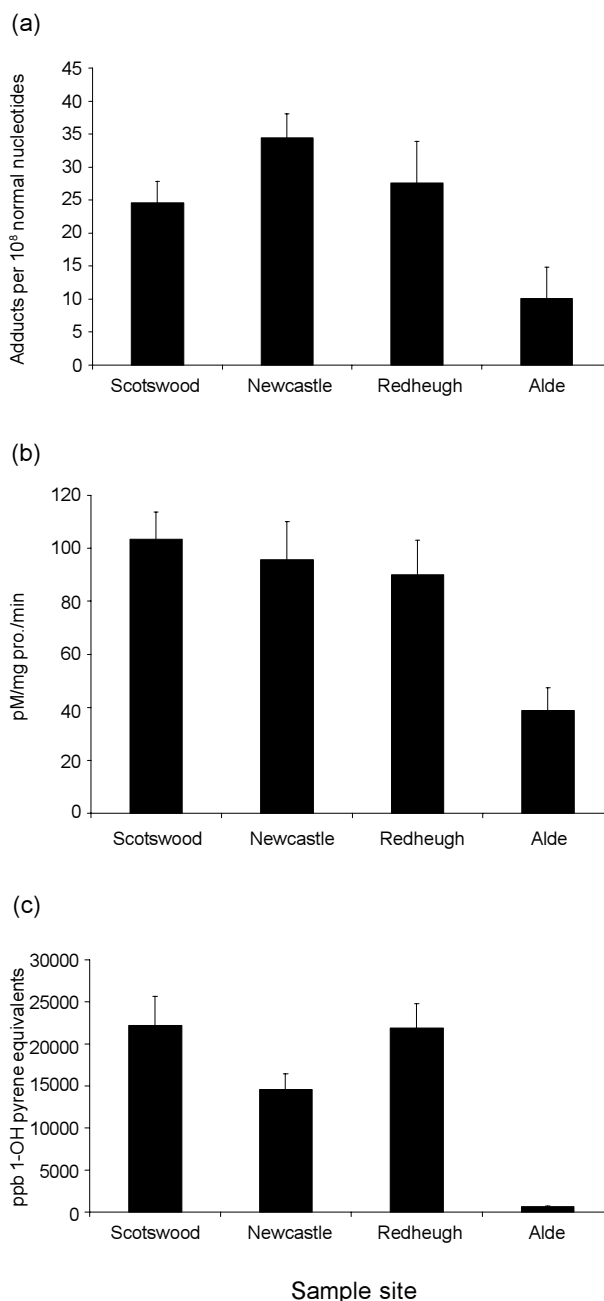 (a)
Adducts per 10⁸ normal nucleotides
45
40
35
30
25
20
15
10
5
0
Scotswood Newcastle Redheugh Alde
(b)
pM/mg pro./min
120
100
80
60
40
20
0
Scotswood Newcastle Redheugh Alde
(c)
ppb 1-OH pyrene equivalents
30000
25000
20000
15000
10000
5000
0
Scotswood Newcastle Redheugh Alde
Sample site